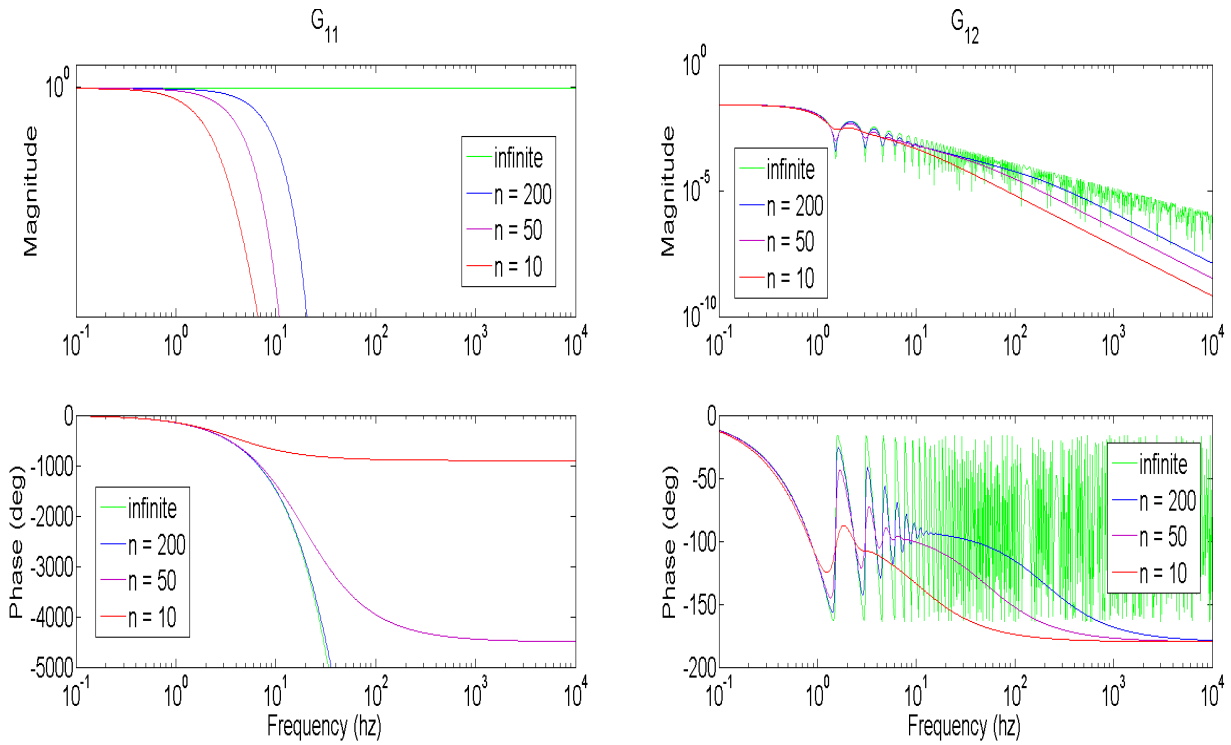 G11
10^0
Magnitude
infinite
n = 200
n = 50
n = 10
10^-1 10^0 10^1 10^2 10^3 10^4
G12
10^0
10^-5
10^-10
Magnitude
infinite
n = 200
n = 50
n = 10
10^-1 10^0 10^1 10^2 10^3 10^4
0
-1000
-2000
-3000
-4000
-5000
Phase (deg)
infinite
n = 200
n = 50
n = 10
10^-1 10^0 10^1 10^2 10^3 10^4
Frequency (hz)
0
-50
-100
-150
-200
Phase (deg)
infinite
n = 200
n = 50
n = 10
10^-1 10^0 10^1 10^2 10^3 10^4
Frequency (hz)